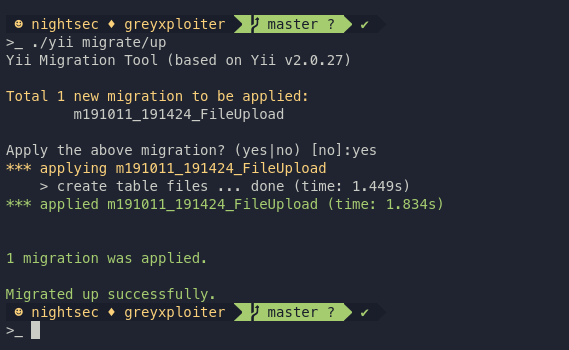 ☻ nightsec ♦ greyxploiter master ? ✔
>_ ./yii migrate/up
Yii Migration Tool (based on Yii v2.0.27)
Total 1 new migration to be applied:
m191011_191424_FileUpload
Apply the above migration? (yes|no) [no]:yes
*** applying m191011_191424_FileUpload
> create table files ... done (time: 1.449s)
*** applied m191011_191424_FileUpload (time: 1.834s)
1 migration was applied.
Migrated up successfully.
☻ nightsec ♦ greyxploiter master ? ✔
>_